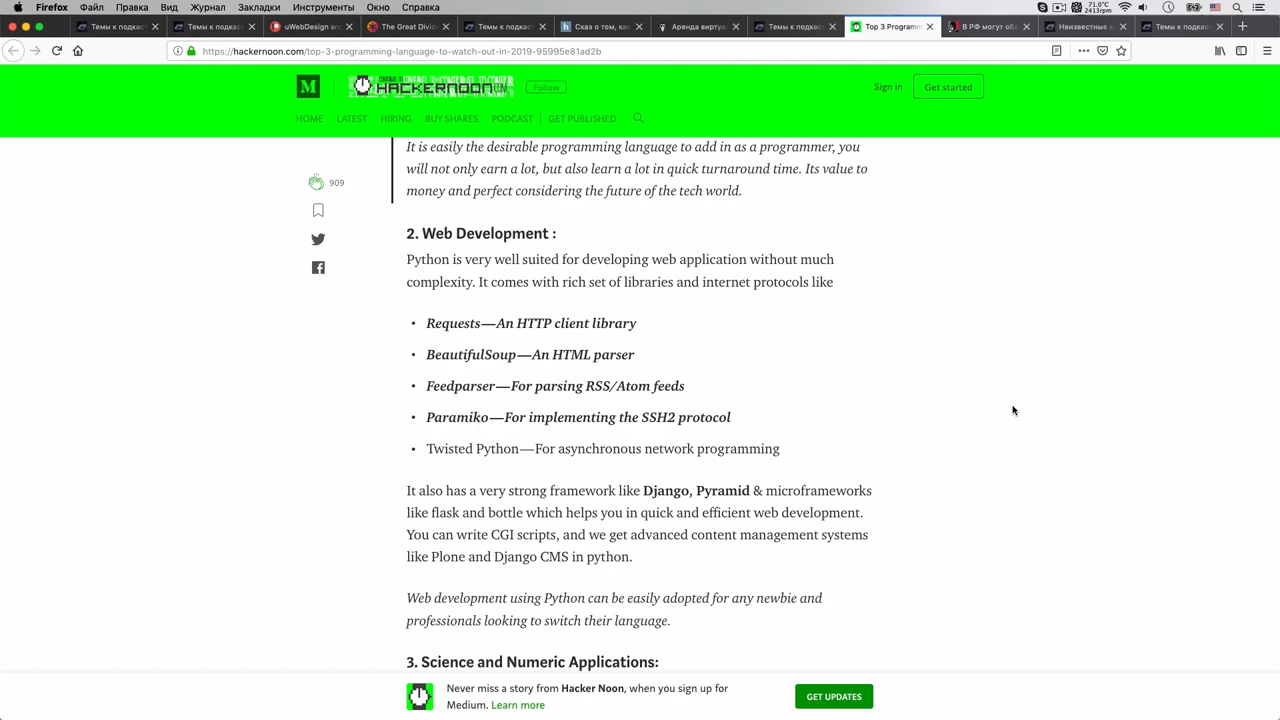 Firefox Файл Правка Вид Журнал Закладки Инструменты Окно Справка 71.0°C 2413rpm
Темы к подкаст Темы к подкаст uWebDesign an The Great Divid Темы к подкаст Сказ о том, как Аренда виртуал Темы к подкаст Top 3 Programm В РФ могут обе Неизвестные х Темы к подкаст
https://hackernoon.com/top-3-programming-language-to-watch-out-in-2019-95995e81ad2b
M HACKERNOON.COM Follow Sign in Get started
HOME LATEST HIRING BUY SHARES PODCAST GET PUBLISHED
It is easily the desirable programming language to add in as a programmer, you
will not only earn a lot, but also learn a lot in quick turnaround time. Its value to
money and perfect considering the future of the tech world.
909
2. Web Development :
Python is very well suited for developing web application without much
complexity. It comes with rich set of libraries and internet protocols like
• Requests — An HTTP client library
• BeautifulSoup — An HTML parser
• Feedparser — For parsing RSS/Atom feeds
• Paramiko — For implementing the SSH2 protocol
• Twisted Python — For asynchronous network programming
It also has a very strong framework like Django, Pyramid & microframeworks
like flask and bottle which helps you in quick and efficient web development.
You can write CGI scripts, and we get advanced content management systems
like Plone and Django CMS in python.
Web development using Python can be easily adopted for any newbie and
professionals looking to switch their language.
3. Science and Numeric Applications:
Never miss a story from Hacker Noon, when you sign up for
Medium. Learn more
GET UPDATES